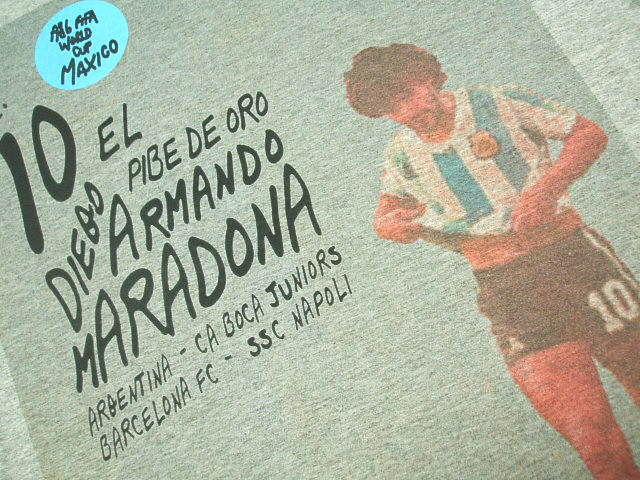 1986 FIFA
WORLD
CUP
MAXICO
10 EL
PIBE DE ORO
DIEGO
ARMANDO
MARADONA
ARGENTINA - CA BOCA JUNIORS
BARCELONA FC - SSC NAPOLI
10